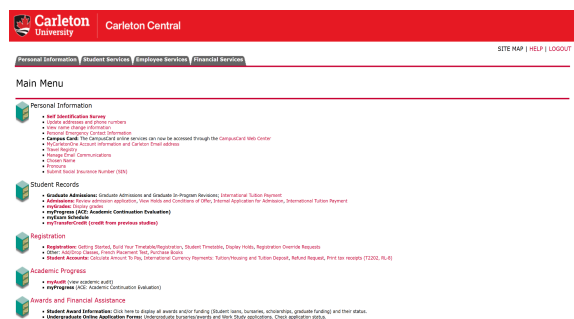 Carleton University
Carleton Central
SITE MAP | HELP | LOGOUT
Personal Information Student Services Employee Services Financial Services
Main Menu
Personal Information
Self Identification Survey
Update addresses and phone numbers
View name change information
Personal Emergency Contact Information
Campus Card: The CampusCard online services can now be accessed through the CampusCard Web Center
MyCarletonOne Account information and Carleton Email address
Travel Registry
Manage Email Communications
Chosen Name
Pronouns
Submit Social Insurance Number (SIN)
Student Records
Graduate Admissions: Graduate Admissions and Graduate In-Program Revisions; International Tuition Payment
Admissions: Review admission application, View Holds and Conditions of Offer, Internal Application for Admission, International Tuition Payment
myGrades: Display grades
myProgress (ACE: Academic Continuation Evaluation)
myExam Schedule
myTransferCredit (credit from previous studies)
Registration
Registration: Getting Started, Build Your Timetable/Registration, Student Timetable, Display Holds, Registration Override Requests
Other: Add/Drop Classes, French Placement Test, Purchase Books
Student Accounts: Calculate Amount To Pay, International Currency Payments: Tuition/Housing and Tuition Deposit, Refund Request, Print tax receipts (T2202, RL-8)
Academic Progress
myAudit (view academic audit)
myProgress (ACE: Academic Continuation Evaluation)
Awards and Financial Assistance
Student Award Information: Click here to display all awards and/or funding (Student loans, bursaries, scholarships, graduate funding) and their status.
Undergraduate Online Application Forms: Undergraduate bursaries/awards and Work Study applications. Check application status.